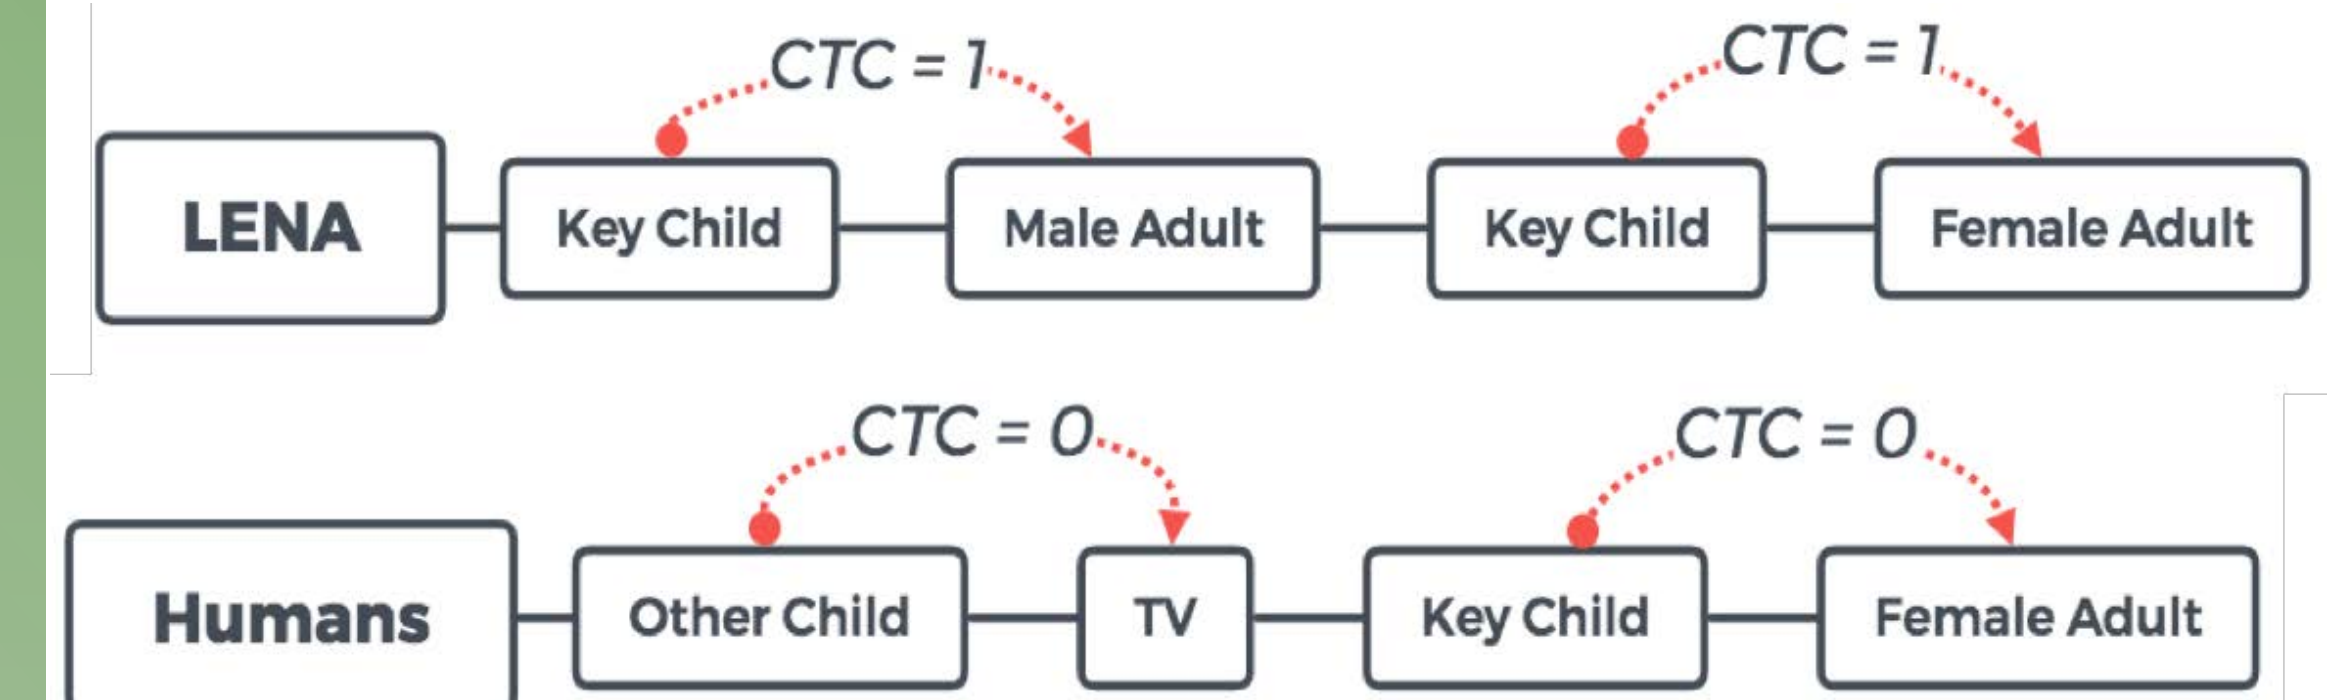 CTC = 1
CTC = 1
LENA
Key Child
Male Adult
Key Child
Female Adult
CTC = 0
CTC = 0
Humans
Other Child
TV
Key Child
Female Adult